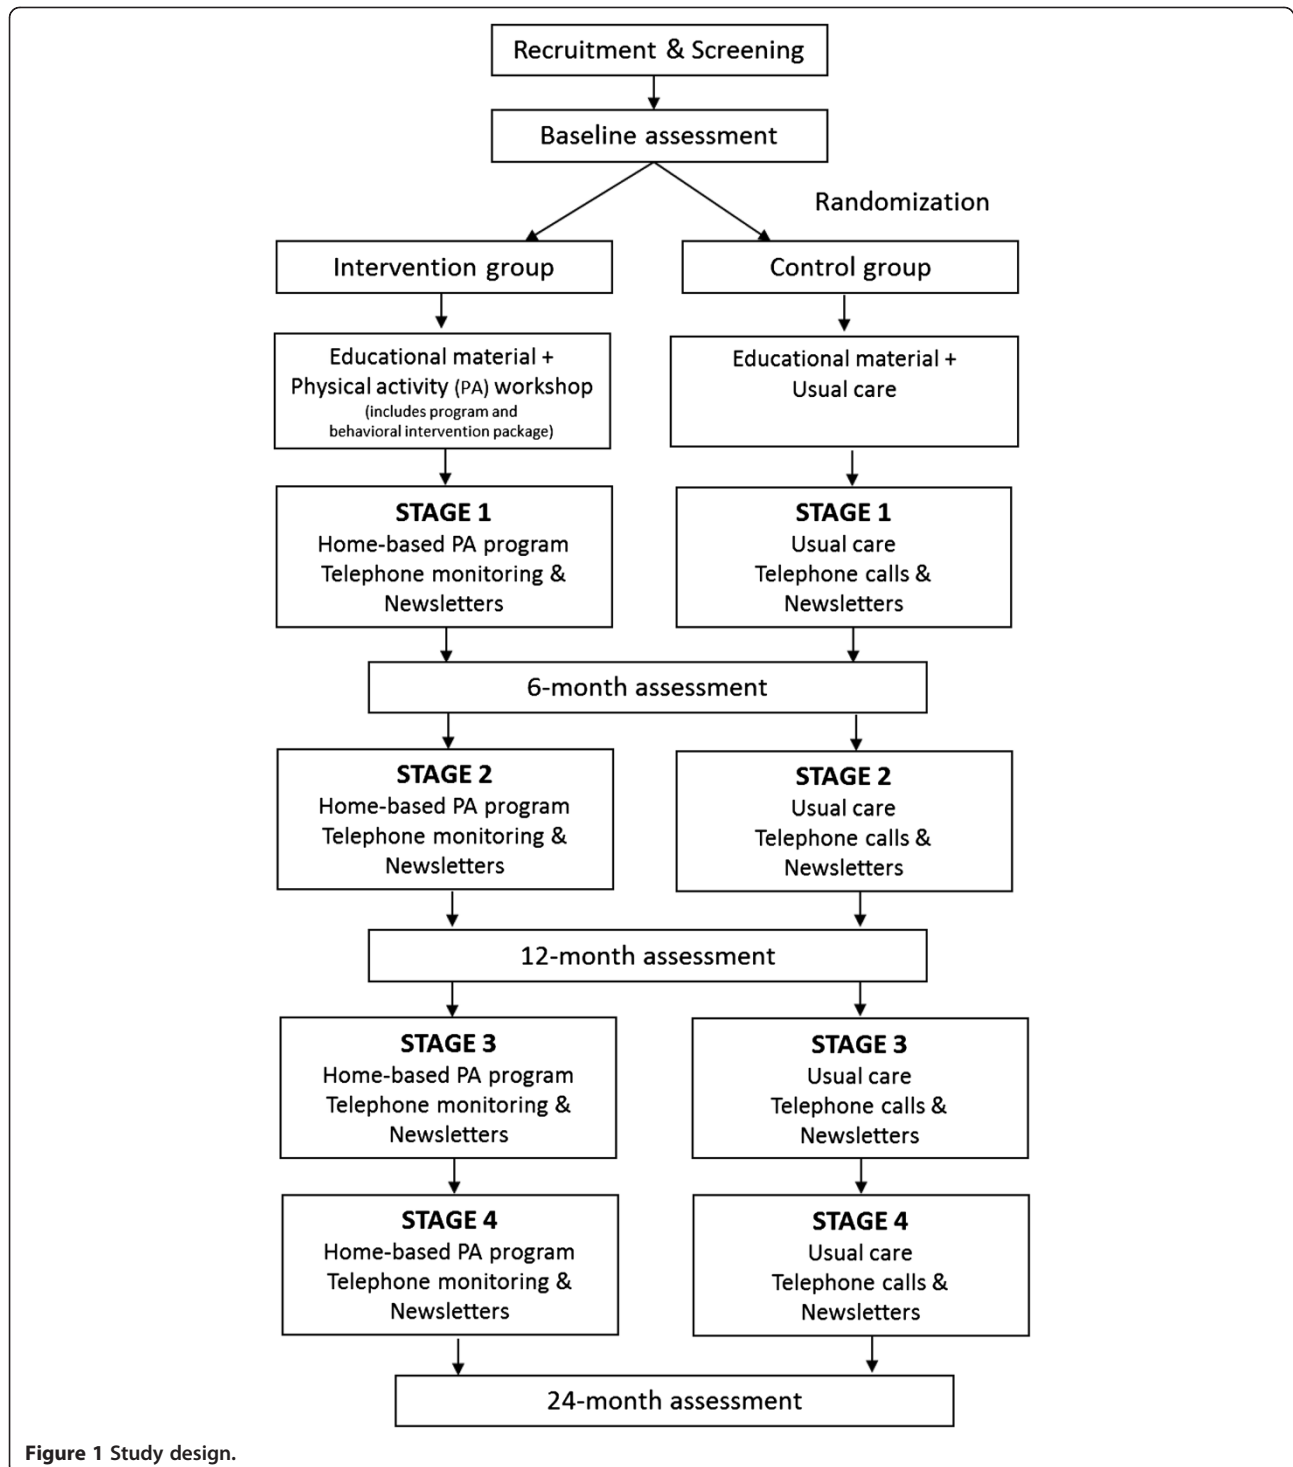 Recruitment & Screening
Baseline assessment
Randomization
Intervention group
Control group
Educational material +
Physical activity (PA) workshop
(includes program and
behavioral intervention package)
Educational material +
Usual care
STAGE 1
Home-based PA program
Telephone monitoring &
Newsletters
STAGE 1
Usual care
Telephone calls &
Newsletters
6-month assessment
STAGE 2
Home-based PA program
Telephone monitoring &
Newsletters
STAGE 2
Usual care
Telephone calls &
Newsletters
12-month assessment
STAGE 3
Home-based PA program
Telephone monitoring &
Newsletters
STAGE 3
Usual care
Telephone calls &
Newsletters
STAGE 4
Home-based PA program
Telephone monitoring &
Newsletters
STAGE 4
Usual care
Telephone calls &
Newsletters
24-month assessment
Figure 1 Study design.